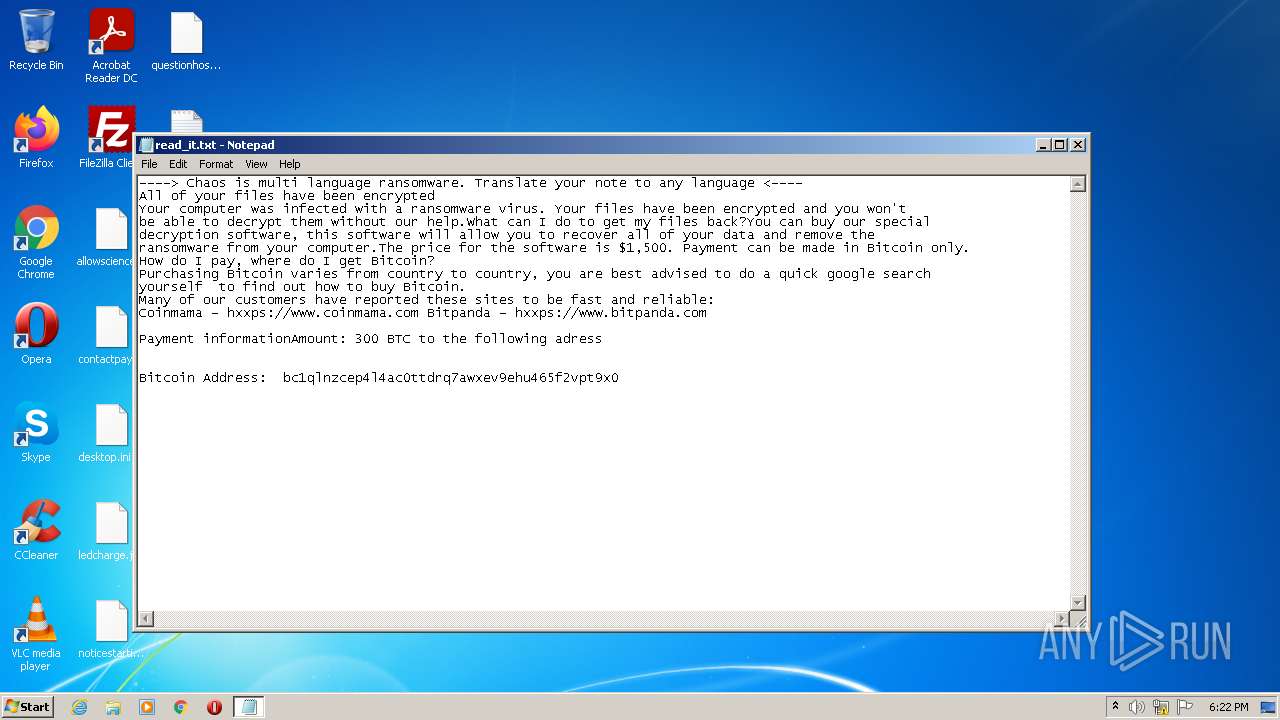 Recycle Bin
Acrobat
Reader DC
questionhos...
Firefox
FileZilla Clie
Google
Chrome
allowscience
Opera
contactpay
Skype
desktop.ini
CCleaner
ledcharge.j
VLC media
player
noticestarti...
read_it.txt - Notepad
File Edit Format View Help
----> Chaos is multi language ransomware. Translate your note to any language <----
All of your files have been encrypted
Your computer was infected with a ransomware virus. Your files have been encrypted and you won't
be able to decrypt them without our help.What can I do to get my files back?You can buy our special
decryption software, this software will allow you to recover all of your data and remove the
ransomware from your computer.The price for the software is $1,500. Payment can be made in Bitcoin only.
How do I pay, where do I get Bitcoin?
Purchasing Bitcoin varies from country to country, you are best advised to do a quick google search
yourself  to find out how to buy Bitcoin.
Many of our customers have reported these sites to be fast and reliable:
Coinmama - hxxps://www.coinmama.com Bitpanda - hxxps://www.bitpanda.com
Payment informationAmount: 300 BTC to the following adress
Bitcoin Address:  bc1qlnzcep4l4ac0ttdrq7awxev9ehu465f2vpt9x0
ANY RUN
Start
6:22 PM